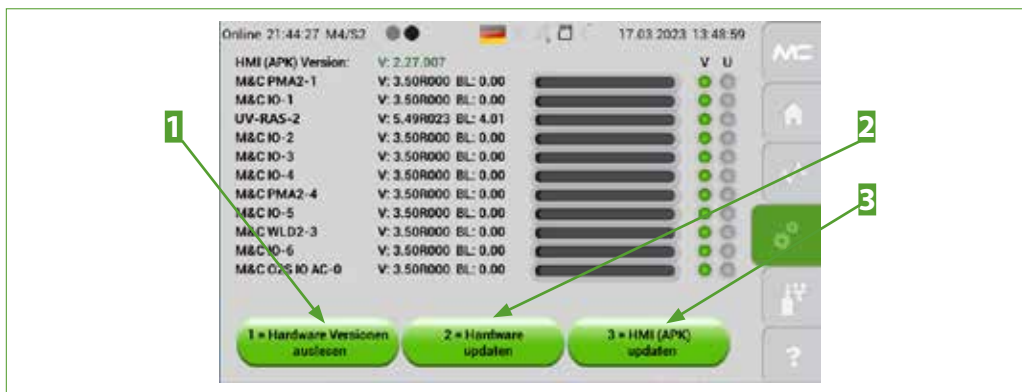 Online 21:44:27 M4/S2 17.03.2023 13:48:59
HMI (APK) Version: V: 2.27.007 V U
M&C PMA2-1 V: 3.50R000 BL: 0.00
M&C IO-1 V: 3.50R000 BL: 0.00
UV-RAS-2 V: 5.49R023 BL: 4.01
M&C IO-2 V: 3.50R000 BL: 0.00
M&C IO-3 V: 3.50R000 BL: 0.00
M&C IO-4 V: 3.50R000 BL: 0.00
M&C PMA2-4 V: 3.50R000 BL: 0.00
M&C IO-5 V: 3.50R000 BL: 0.00
M&C WLD2-3 V: 3.50R000 BL: 0.00
M&C IO-6 V: 3.50R000 BL: 0.00
M&C O2S IO AC-0 V: 3.50R000 BL: 0.00
1 = Hardware Versionen
auslesen
2 = Hardware
updaten
3 = HMI (APK)
updaten
MC
?
1
2
3